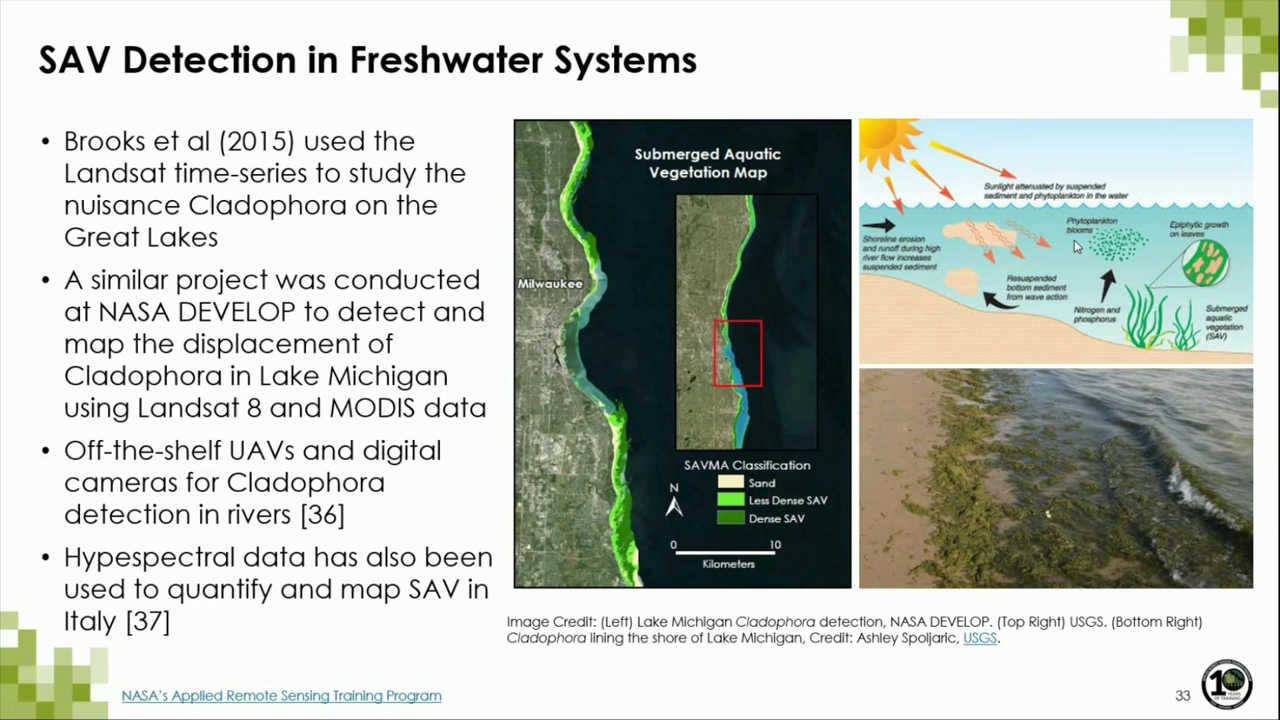 SAV Detection in Freshwater Systems
• Brooks et al (2015) used the
Landsat time-series to study the
nuisance Cladophora on the
Great Lakes
• A similar project was conducted
at NASA DEVELOP to detect and
map the displacement of
Cladophora in Lake Michigan
using Landsat 8 and MODIS data
• Off-the-shelf UAVs and digital
cameras for Cladophora
detection in rivers [36]
• Hypespectral data has also been
used to quantify and map SAV in
Italy [37]
Submerged Aquatic
Vegetation Map
Milwaukee
SAVMA Classification
Sand
Less Dense SAV
Dense SAV
N
0 10
Kilometers
Sunlight attenuated by suspended
sediment and phytoplankton in the water
Shoreline erosion
and runoff during high
river flow increases
suspended sediment
Phytoplankton
blooms
Epiphytic growth
on leaves
Resuspended
bottom sediment
from wave action
Nitrogen and
phosphorus
Submerged
aquatic
vegetation
(SAV)
Image Credit: (Left) Lake Michigan Cladophora detection, NASA DEVELOP. (Top Right) USGS. (Bottom Right)
Cladophora lining the shore of Lake Michigan, Credit: Ashley Spoljaric, USGS.
NASA's Applied Remote Sensing Training Program
33
10
YEARS
OF TRAINING